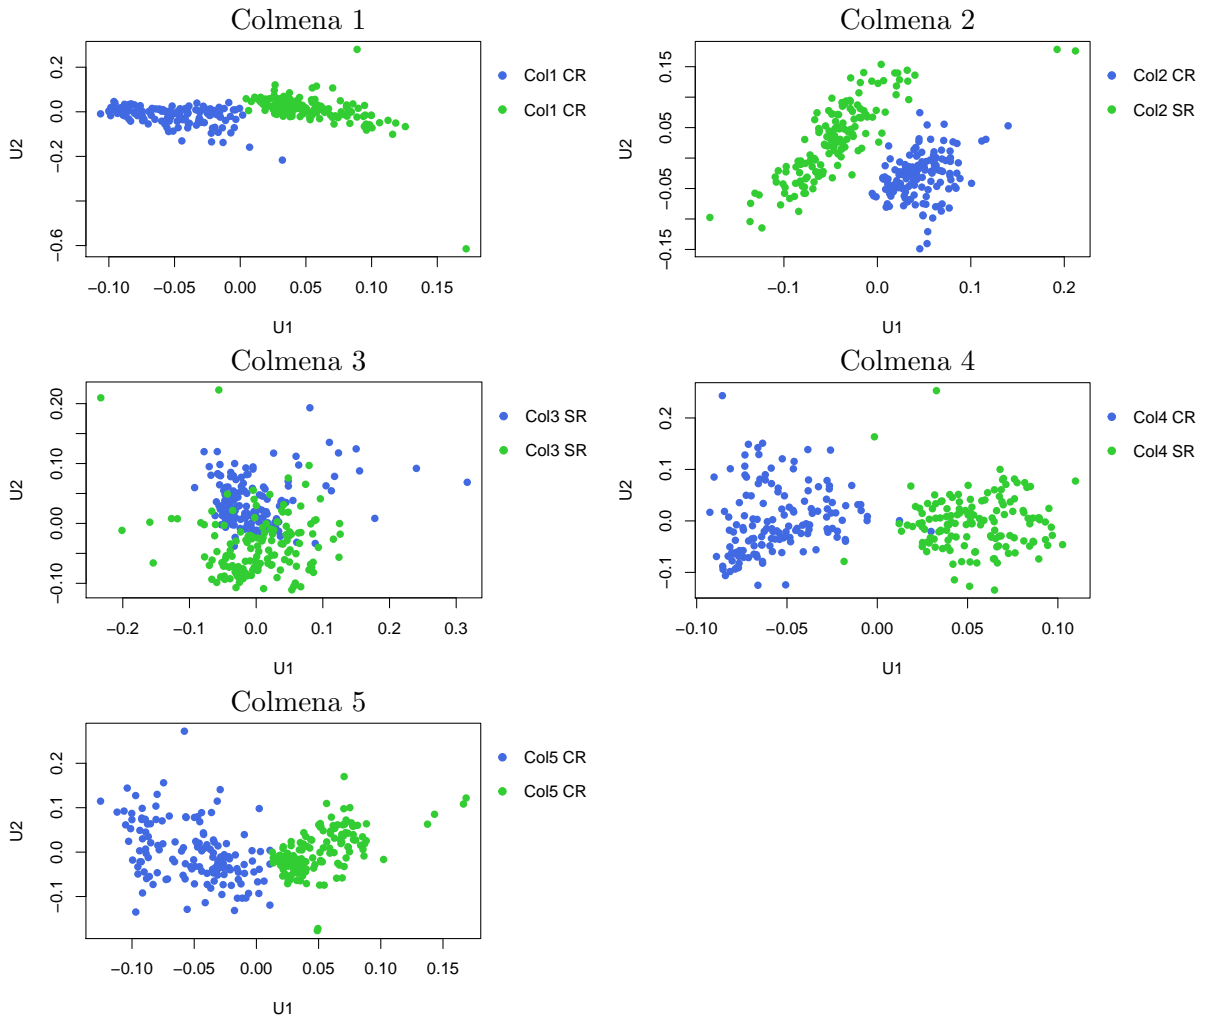 Colmena 1
0.2
0.0
−0.2
−0.6
U2
−0.10 −0.05 0.00 0.05 0.10 0.15
U1
Col1 CR
Col1 CR
Colmena 2
0.15
0.05
−0.05
−0.15
U2
−0.1 0.0 0.1 0.2
U1
Col2 CR
Col2 SR
Colmena 3
0.20
0.10
0.00
−0.10
U2
−0.2 −0.1 0.0 0.1 0.2 0.3
U1
Col3 SR
Col3 SR
Colmena 4
0.2
0.1
0.0
−0.1
U2
−0.10 −0.05 0.00 0.05 0.10
U1
Col4 CR
Col4 SR
Colmena 5
0.2
0.1
0.0
−0.1
U2
−0.10 −0.05 0.00 0.05 0.10 0.15
U1
Col5 CR
Col5 CR